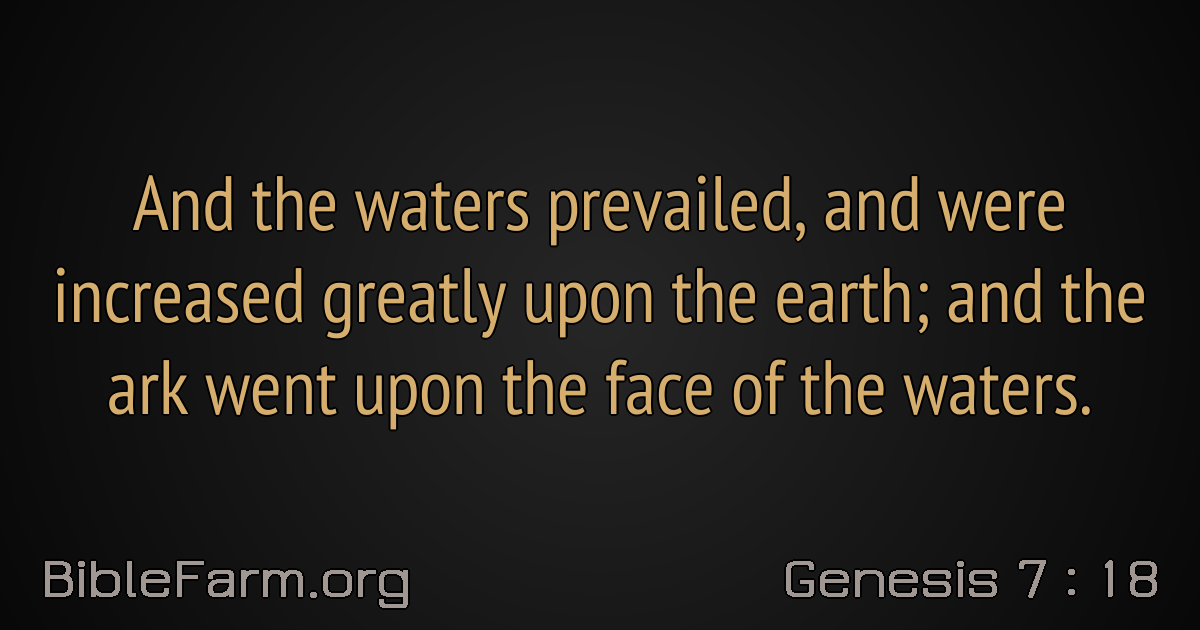 And the waters prevailed, and were
increased greatly upon the earth; and the
ark went upon the face of the waters.
BibleFarm.org
Genesis 7 : 18